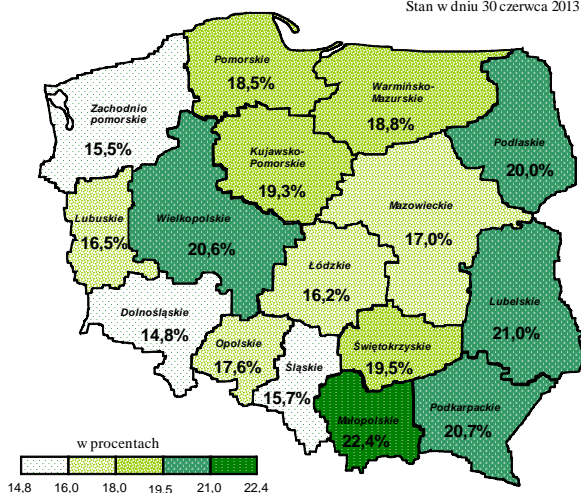 Stan w dniu 30 czerwca 2013
Pomorskie
18,5%
Warmińsko-
Mazurskie
18,8%
Zachodnio
pomorskie
15,5%
Podlaskie
20,0%
Kujawsko-
Pomorskie
19,3%
Mazowieckie
17,0%
Lubuskie
16,5%
Wielkopolskie
20,6%
Łódzkie
16,2%
Lubelskie
21,0%
Dolnośląskie
14,8%
Opolskie
17,6%
Śląskie
15,7%
Świętokrzyskie
19,5%
Małopolskie
22,4%
Podkarpackie
20,7%
w procentach
14,8 16,0 18,0 19,5 21,0 22,4